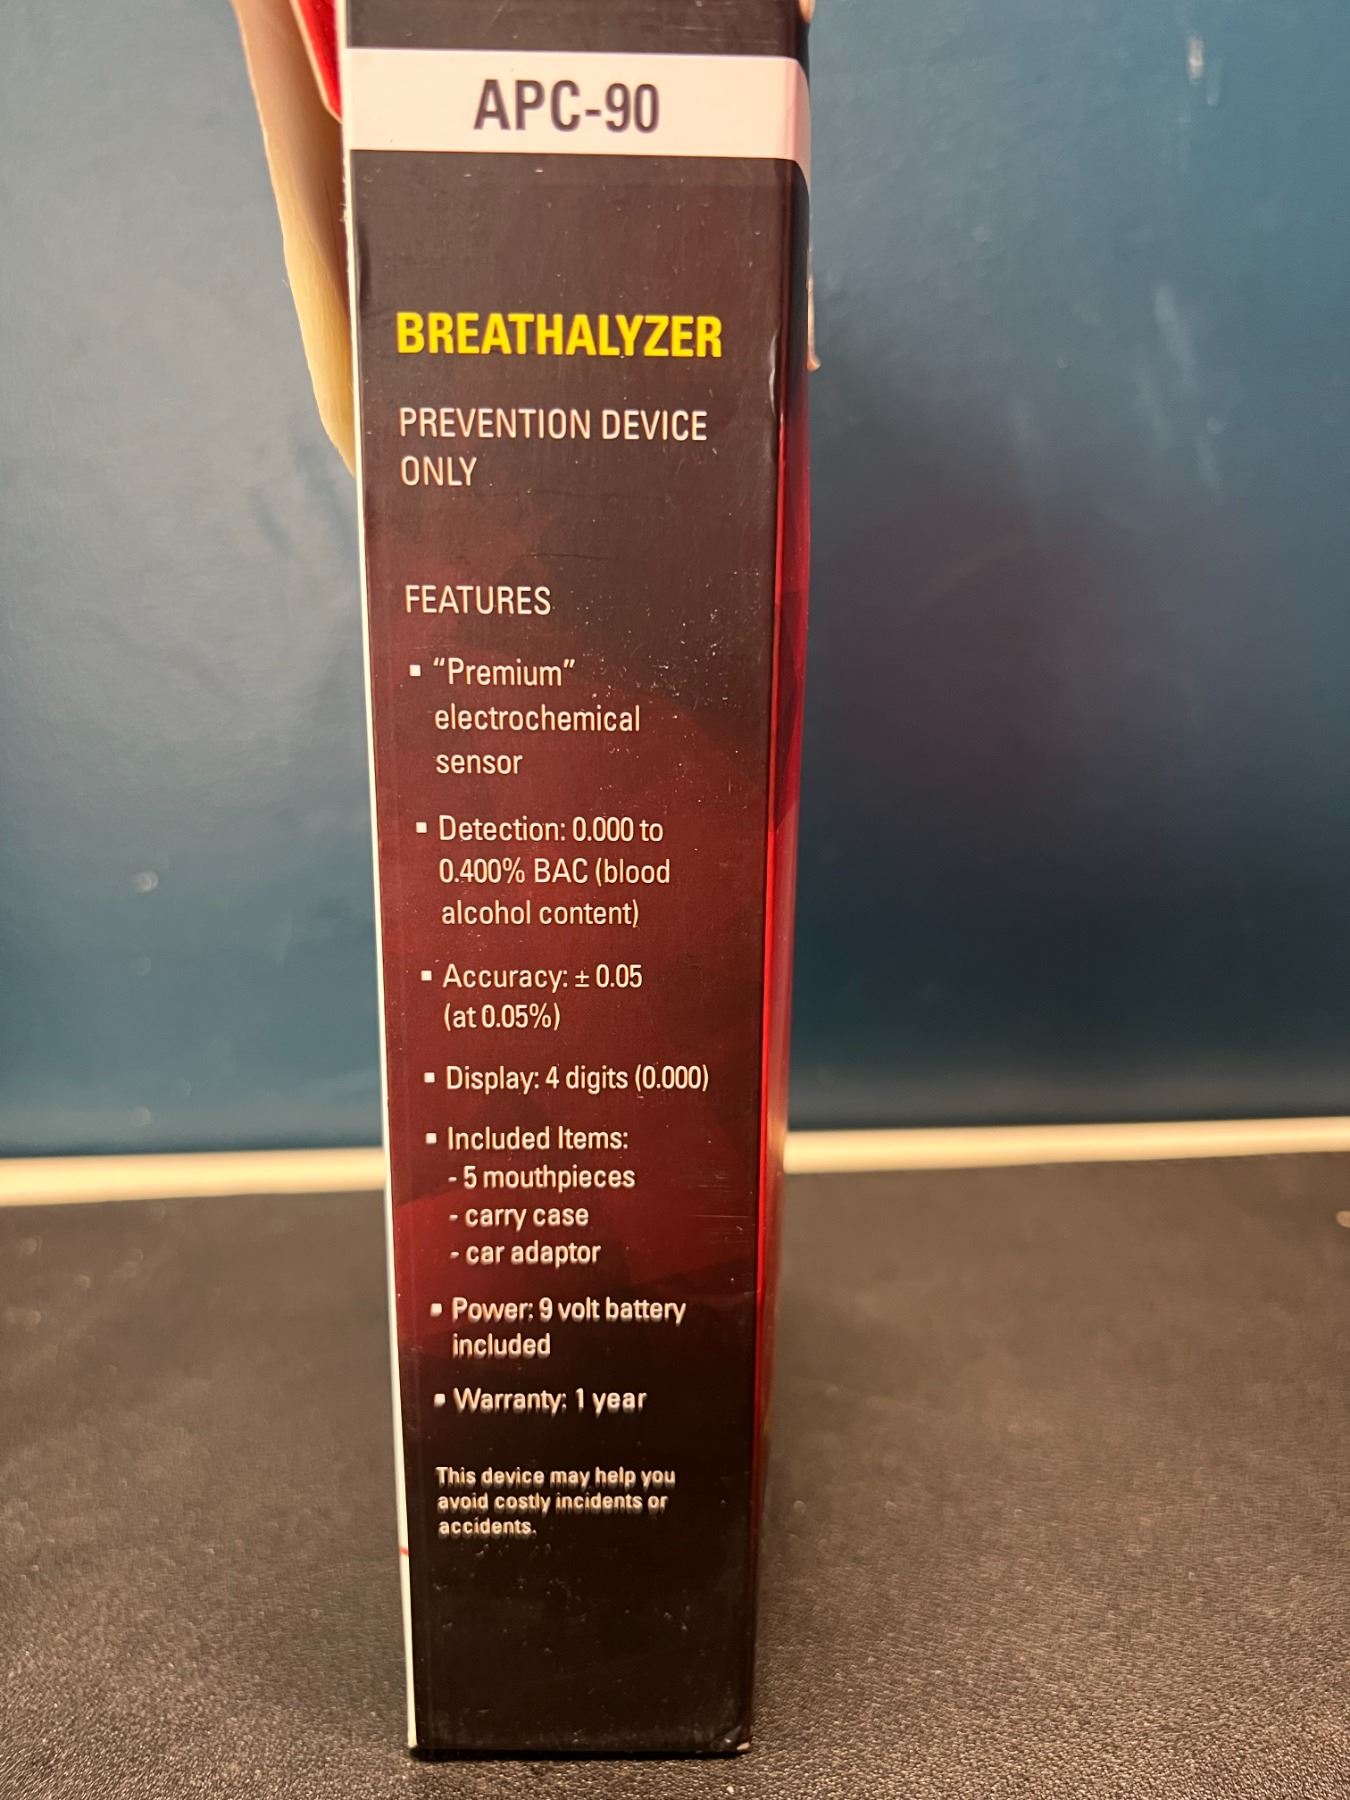 APC-90
BREATHALYZER
PREVENTION DEVICE
ONLY
FEATURES
▪ “Premium”
electrochemical
sensor
▪ Detection: 0.000 to
0.400% BAC (blood
alcohol content)
▪ Accuracy: ± 0.05
(at 0.05%)
▪ Display: 4 digits (0.000)
▪ Included Items:
- 5 mouthpieces
- carry case
- car adaptor
▪ Power: 9 volt battery
included
▪ Warranty: 1 year
This device may help you
avoid costly incidents or
accidents.